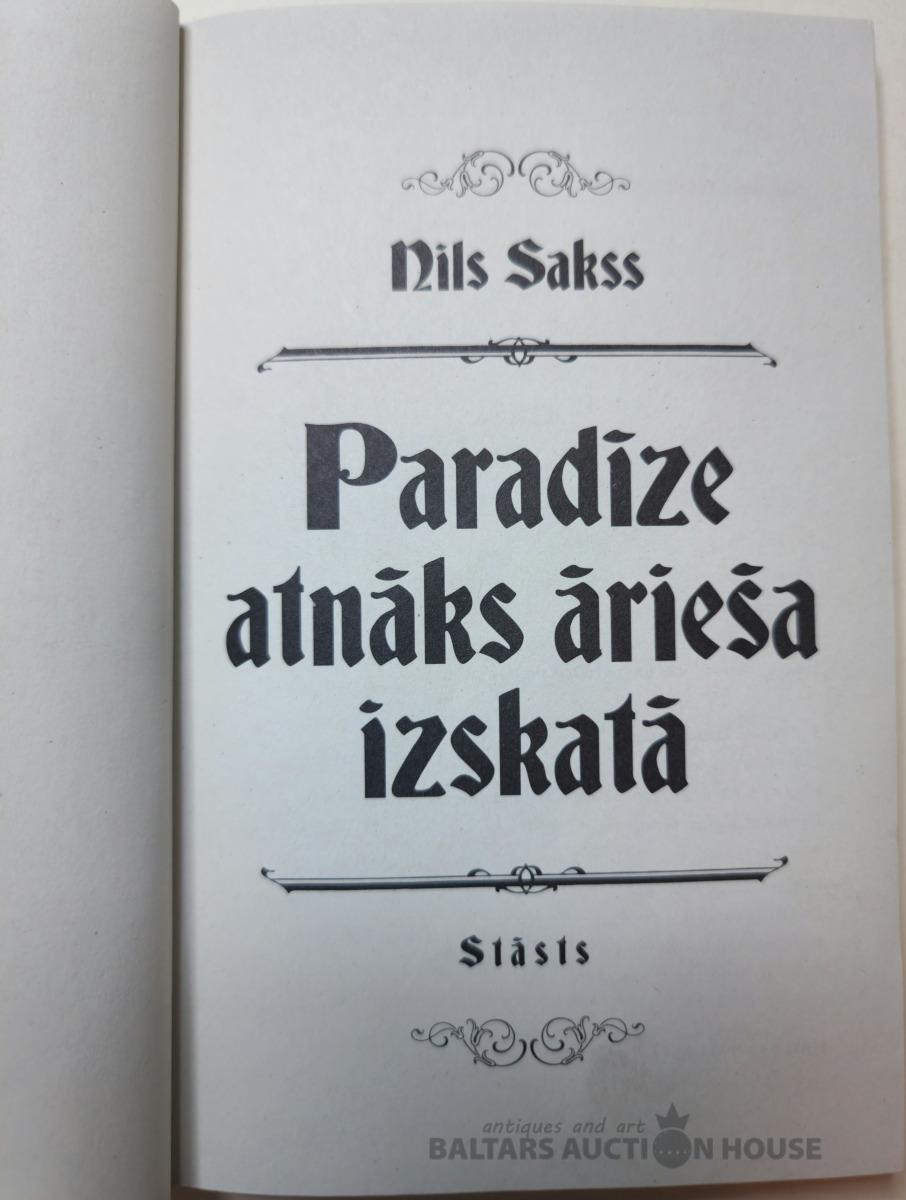 Nils Sakss
Paradīze
atnāks ārieša
izskatā
Stāsts
antiques and art
BALTARS AUCTION HOUSE